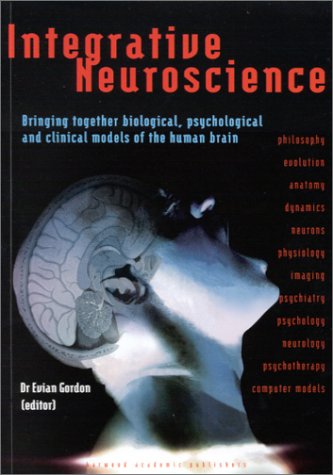 Integrative
Neuroscience
Bringing together biological, psychological
and clinical models of the human brain
philosophy
evolution
anatomy
dynamics
neurons
physiology
imaging
psychiatry
psychology
neurology
psychotherapy
computer models
Dr Evian Gordon
(editor)
harwood academic publishers